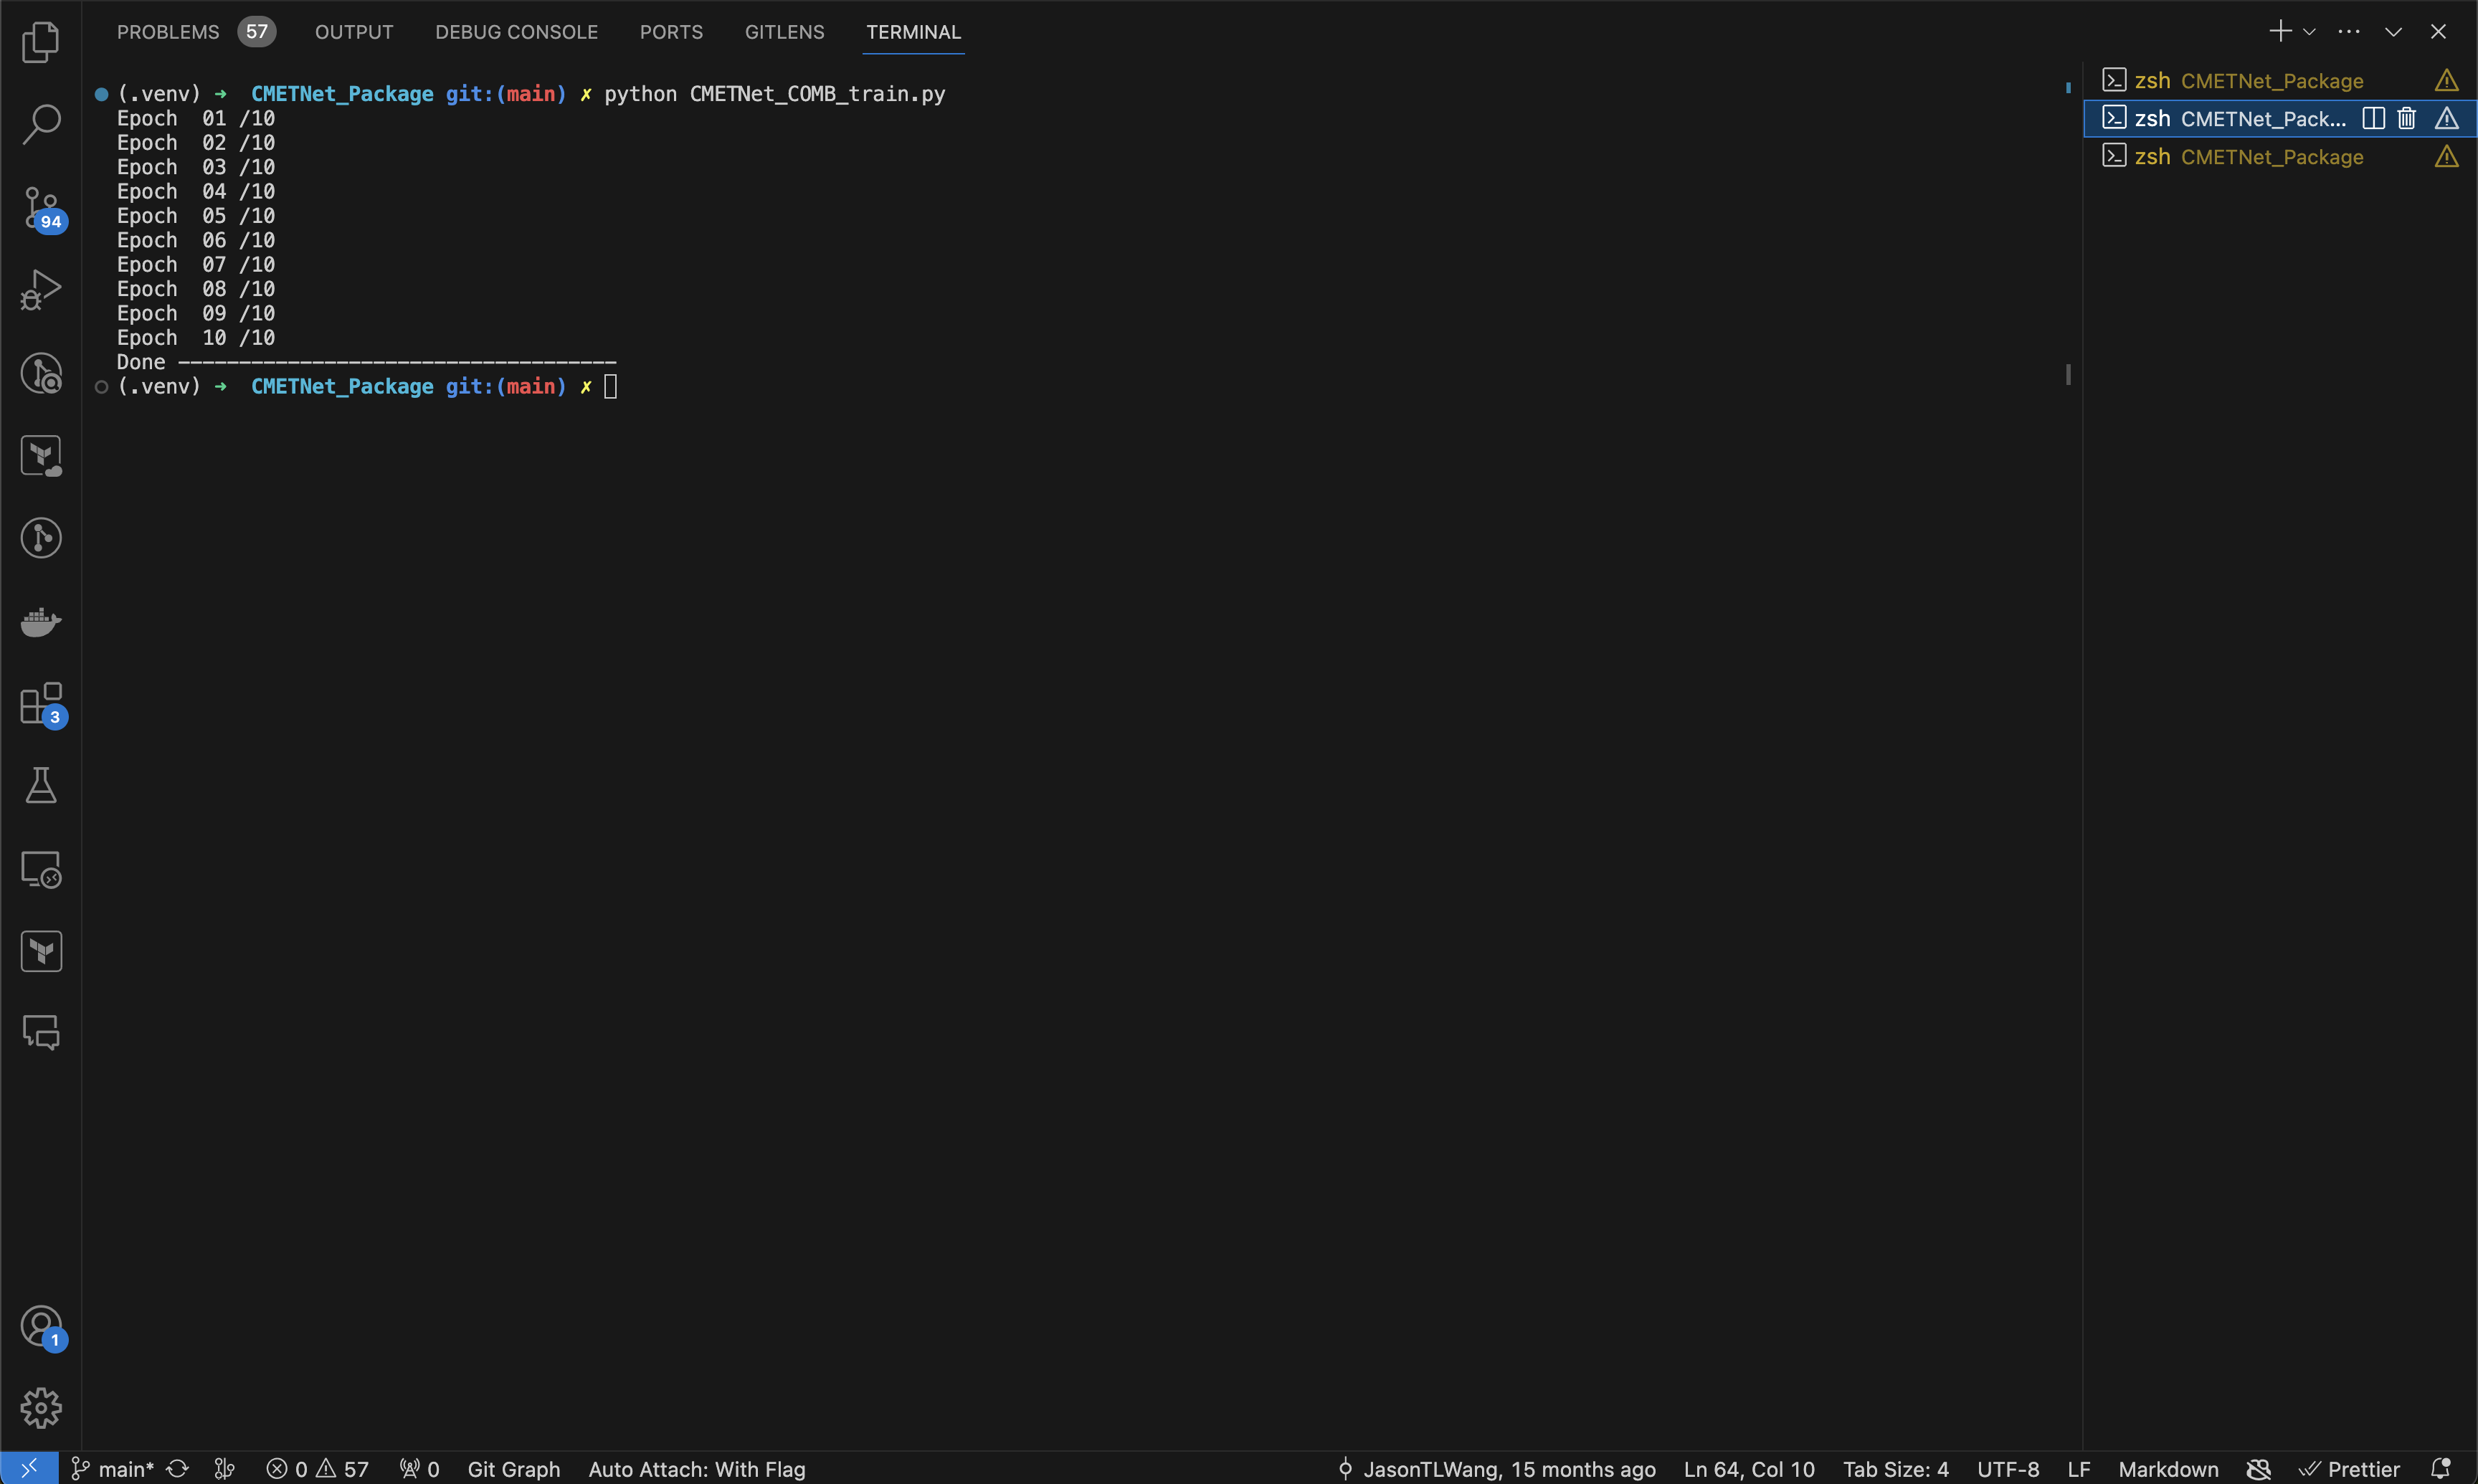 PROBLEMS 57 OUTPUT DEBUG CONSOLE PORTS GITLENS TERMINAL
(.venv) ➜ CMETNet_Package git:(main) ✗ python CMETNet_COMB_train.py
Epoch  01 /10
Epoch  02 /10
Epoch  03 /10
Epoch  04 /10
Epoch  05 /10
Epoch  06 /10
Epoch  07 /10
Epoch  08 /10
Epoch  09 /10
Epoch  10 /10
Done ------------------------------------
(.venv) ➜ CMETNet_Package git:(main) ✗
zsh CMETNet_Package
zsh CMETNet_Pack...
zsh CMETNet_Package
94
3
1
main* 0 57 0 Git Graph Auto Attach: With Flag JasonTLWang, 15 months ago Ln 64, Col 10 Tab Size: 4 UTF-8 LF Markdown Prettier